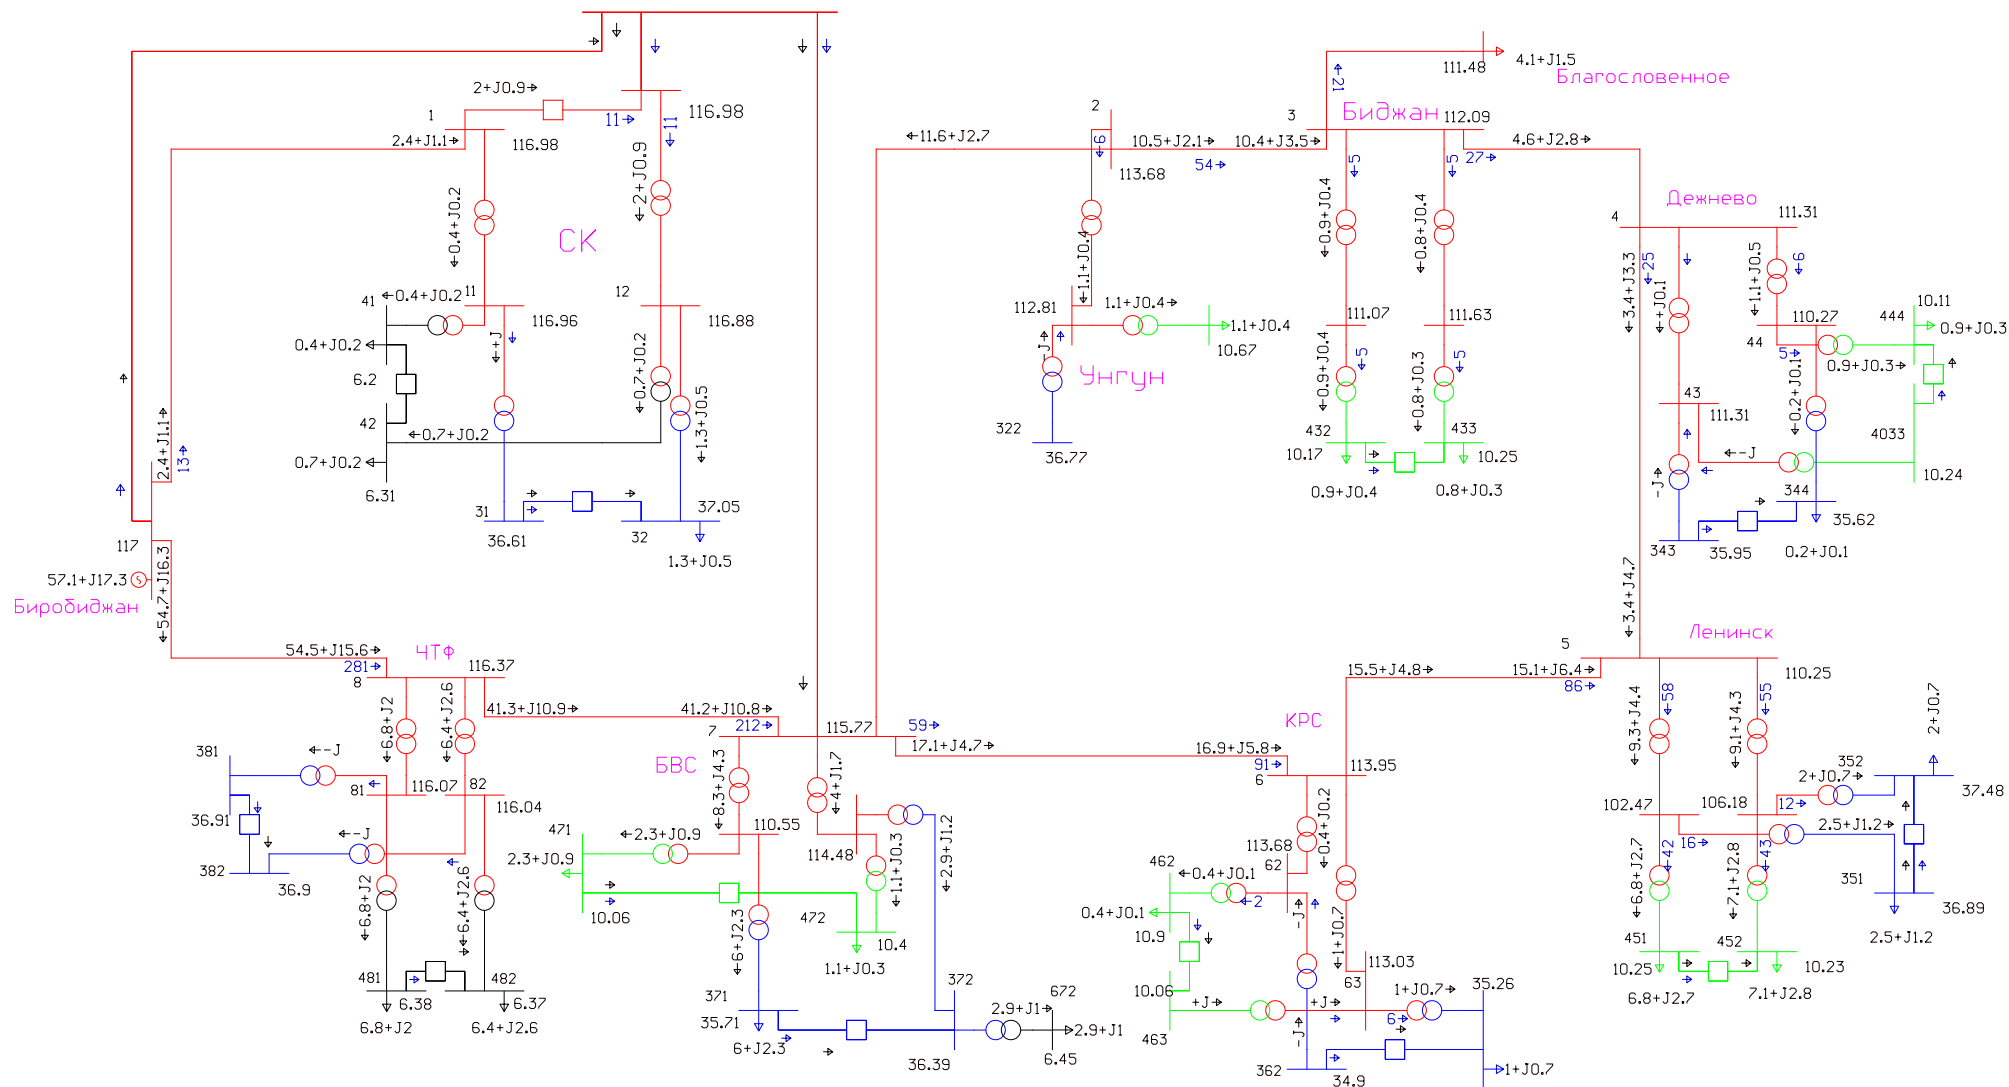 2+J0.9
1
116.98
116.98
11
11
2.4+J1.1
2+J0.9
0.4+J0.2
СК
41
0.4+J0.2
11
12
116.96
116.88
0.4+J0.2
+J
0.7+J0.2
6.2
1.3+J0.5
42
0.7+J0.2
0.7+J0.2
6.31
31
36.61
32
37.05
1.3+J0.5
2.4+J1.1
13
117
57.1+J17.3
S
Биробиджан
54.7+J16.3
54.5+J15.6
281
ЧТФ
8
116.37
6.8+J2
6.4+J2.6
41.3+J10.9
41.2+J10.8
212
381
-J
81
116.07
82
116.04
36.91
-J
382
36.9
6.8+J2
6.4+J2.6
481
6.38
482
6.37
6.8+J2
6.4+J2.6
7
115.77
59
17.1+J4.7
БВС
8.3+J4.3
4+J1.7
110.55
471
2.3+J0.9
2.3+J0.9
114.48
1.1+J0.3
2.9+J1.2
10.06
472
10.4
1.1+J0.3
6+J2.3
371
35.71
6+J2.3
372
36.39
672
2.9+J1
2.9+J1
6.45
11.6+J2.7
2
9
10.5+J2.1
10.4+J3.5
54
113.68
1.1+J0.4
112.81
1.1+J0.4
1.1+J0.4
10.67
-J
Унгун
322
36.77
21
111.48
4.1+J1.5
Благословенное
3
Биджан
112.09
5
5
27
4.6+J2.8
0.9+J0.4
0.8+J0.4
111.07
111.63
5
5
0.9+J0.4
0.8+J0.3
432
10.17
433
10.25
0.9+J0.4
0.8+J0.3
Дежнево
4
111.31
25
3.4+J3.3
+J0.1
1.1+J0.5
6
110.27
44
5
10.11
444
0.9+J0.3
0.9+J0.3
43
111.31
0.2+J0.1
4033
-J
10.24
-J
344
35.62
343
35.95
0.2+J0.1
3.4+J4.7
5
Ленинск
110.25
15.5+J4.8
15.1+J6.4
86
58
55
9.3+J4.4
9.1+J4.3
2+J0.7
352
2+J0.7
37.48
102.47
106.18
12
2.5+J1.2
16
42
43
6.8+J2.7
7.1+J2.8
351
36.89
2.5+J1.2
451
10.25
452
10.23
6.8+J2.7
7.1+J2.8
КРС
16.9+J5.8
91
6
113.95
0.4+J0.2
113.68
62
462
0.4+J0.1
2
0.4+J0.1
10.9
-J
1+J0.7
113.03
63
10.06
+J
+J
463
1+J0.7
6
35.26
-J
362
34.9
1+J0.7